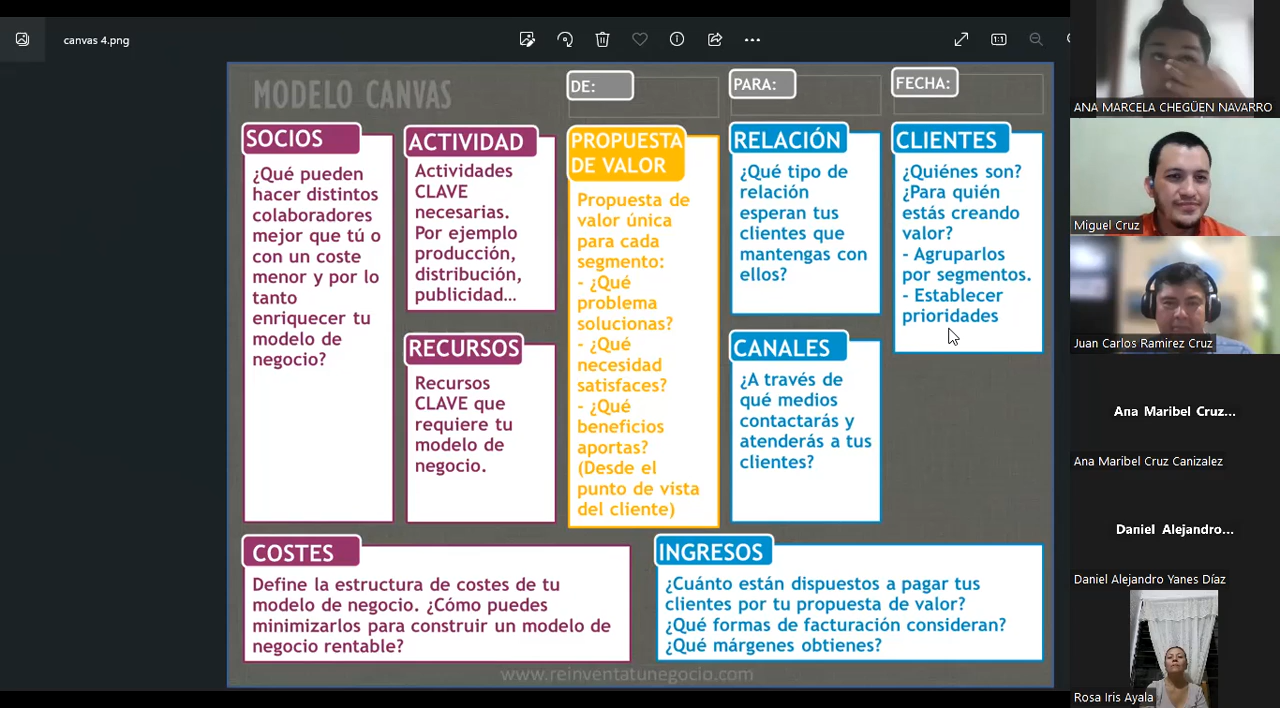 canvas 4.png
MODELO CANVAS
DE:
PARA:
FECHA:
SOCIOS
¿Qué pueden
hacer distintos
colaboradores
mejor que tú o
con un coste
menor y por lo
tanto
enriquecer tu
modelo de
negocio?
ACTIVIDAD
Actividades
CLAVE
necesarias.
Por ejemplo
producción,
distribución,
publicidad...
RECURSOS
Recursos
CLAVE que
requiere tu
modelo de
negocio.
PROPUESTA
DE VALOR
Propuesta de
valor única
para cada
segmento:
- ¿Qué
problema
solucionas?
- ¿Qué
necesidad
satisfaces?
- ¿Qué
beneficios
aportas?
(Desde el
punto de vista
del cliente)
RELACIÓN
¿Qué tipo de
relación
esperan tus
clientes que
mantengas con
ellos?
CANALES
¿A través de
qué medios
contactarás y
atenderás a tus
clientes?
CLIENTES
¿Quiénes son?
¿Para quién
estás creando
valor?
- Agruparlos
por segmentos.
- Establecer
prioridades
COSTES
Define la estructura de costes de tu
modelo de negocio. ¿Cómo puedes
minimizarlos para construir un modelo de
negocio rentable?
INGRESOS
¿Cuánto están dispuestos a pagar tus
clientes por tu propuesta de valor?
¿Qué formas de facturación consideran?
¿Qué márgenes obtienes?
www.reinventatunegocio.com
ANA MARCELA CHEGÜEN NAVARRO
Miguel Cruz
Juan Carlos Ramirez Cruz
Ana Maribel Cruz...
Ana Maribel Cruz Canizalez
Daniel Alejandro...
Daniel Alejandro Yanes Díaz
Rosa Iris Ayala